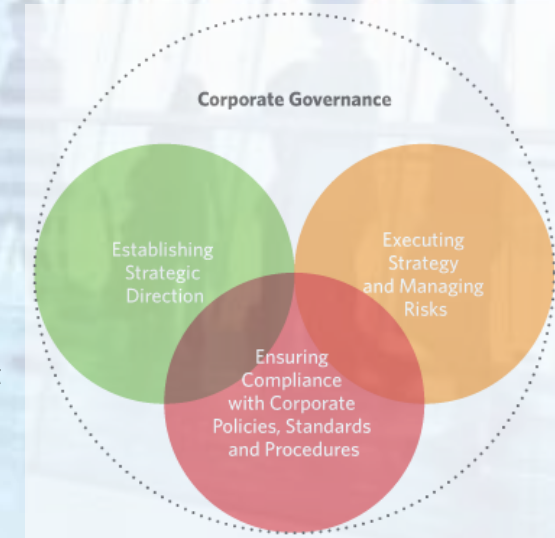 Corporate Governance
Establishing
Strategic
Direction
Executing
Strategy
and Managing
Risks
Ensuring
Compliance
with Corporate
Policies, Standards
and Procedures